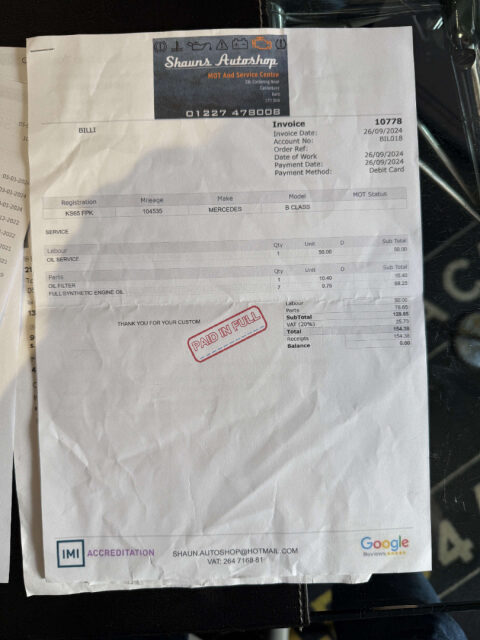 Shauns Autoshop
MOT And Service Centre
Canterbury
Kent
01227 478008
BILLI
Invoice 10778
Invoice Date: 26/09/2024
Account No: BIL018
Order Ref:
Date of Work 26/09/2024
Payment Date: 26/09/2024
Payment Method: Debit Card
Registration Mileage Make Model MOT Status
KS65 FPK 104535 MERCEDES B CLASS
SERVICE
Labour Qty Unit D Sub Total
OIL SERVICE 1 50.00 50.00
Parts Qty Unit D Sub Total
OIL FILTER 1 10.40 10.40
FULL SYNTHETIC ENGINE OIL 7 9.75 68.25
THANK YOU FOR YOUR CUSTOM
PAID IN FULL
Labour 50.00
Parts 78.65
SubTotal 128.65
VAT (20%) 25.73
Total 154.38
Receipts 154.38
Balance 0.00
IMI ACCREDITATION
SHAUN.AUTOSHOP@HOTMAIL.COM
VAT: 264 7168 81
Google
Reviews